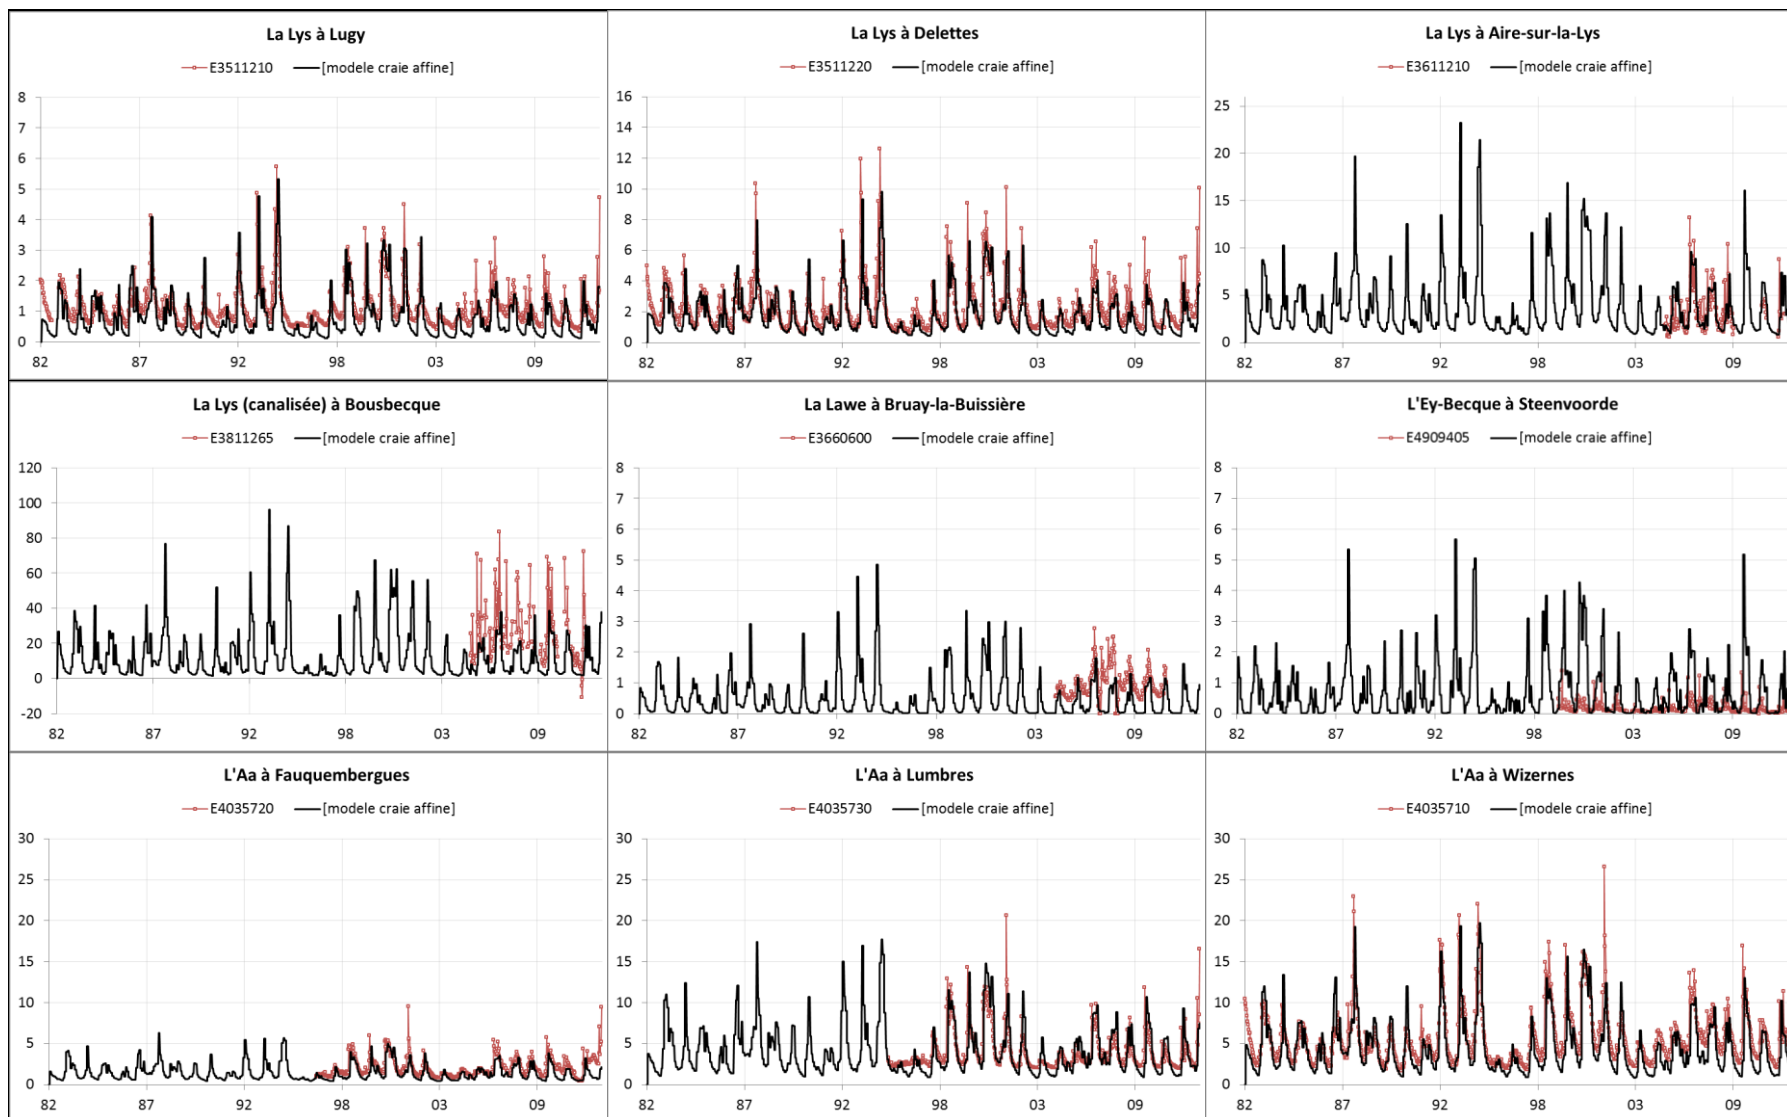 La Lys à Lugy
E3511210 [modele craie affine]
8
7
6
5
4
3
2
1
0
82 87 92 98 03 09
La Lys à Delettes
E3511220 [modele craie affine]
16
14
12
10
8
6
4
2
0
82 87 92 98 03 09
La Lys à Aire-sur-la-Lys
E3611210 [modele craie affine]
25
20
15
10
5
0
82 87 92 98 03 09
La Lys (canalisée) à Bousbecque
E3811265 [modele craie affine]
120
100
80
60
40
20
0
-20
82 87 92 98 03 09
La Lawe à Bruay-la-Buissière
E3660600 [modele craie affine]
8
7
6
5
4
3
2
1
0
82 87 92 98 03 09
L'Ey-Becque à Steenvoorde
E4909405 [modele craie affine]
8
7
6
5
4
3
2
1
0
82 87 92 98 03 09
L'Aa à Fauquembergues
E4035720 [modele craie affine]
30
25
20
15
10
5
0
82 87 92 98 03 09
L'Aa à Lumbres
E4035730 [modele craie affine]
30
25
20
15
10
5
0
82 87 92 98 03 09
L'Aa à Wizernes
E4035710 [modele craie affine]
30
25
20
15
10
5
0
82 87 92 98 03 09